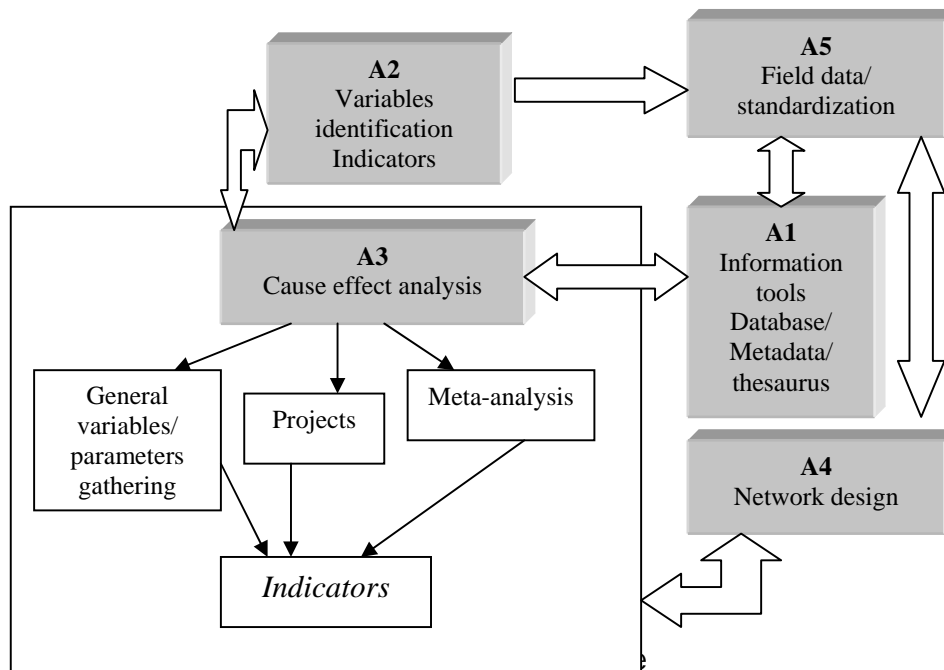 A2
Variables
identification
Indicators
A5
Field data/
standardization
A3
Cause effect analysis
A1
Information
tools
Database/
Metadata/
thesaurus
General
variables/
parameters
gathering
Projects
Meta-analysis
A4
Network design
Indicators